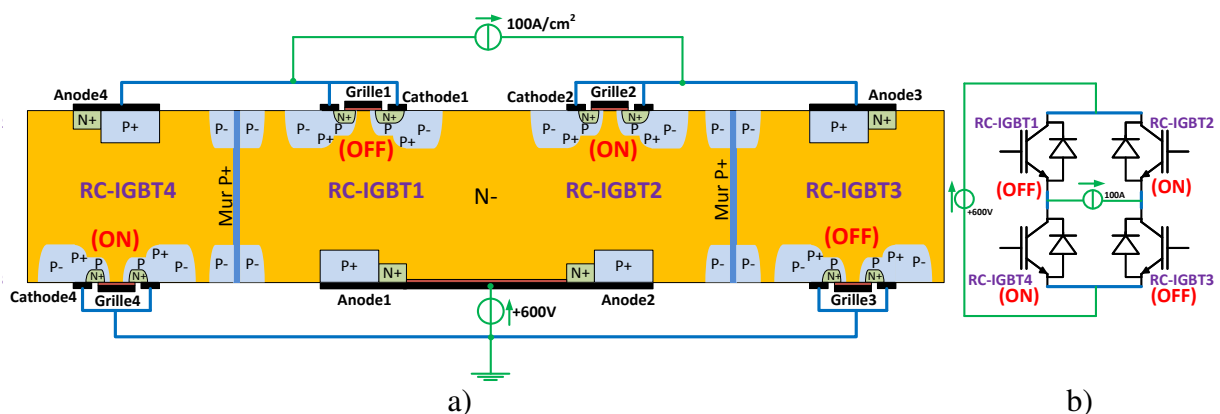 100A/cm²
Anode4
Grille1
Cathode1
Cathode2
Grille2
Anode3
N+
P+
P-
P-
P-
P
N+
N+
P
P-
P+
P+
P-
P
N+
N+
P
P-
P+
P+
P-
P-
P+
N+
(OFF)
(ON)
RC-IGBT4
Mur P+
RC-IGBT1
N-
RC-IGBT2
Mur P+
RC-IGBT3
(ON)
(OFF)
P-
P+
P
N+
P
N+
P+
P-
P-
P-
P+
N+
N+
P+
P-
P-
P-
P+
P
N+
P
N+
P+
P-
Cathode4
Grille4
Anode1
Anode2
Grille3
+600V
a)
RC-IGBT1
RC-IGBT2
(OFF)
(ON)
+600V
100A
RC-IGBT4
RC-IGBT3
(ON)
(OFF)
b)